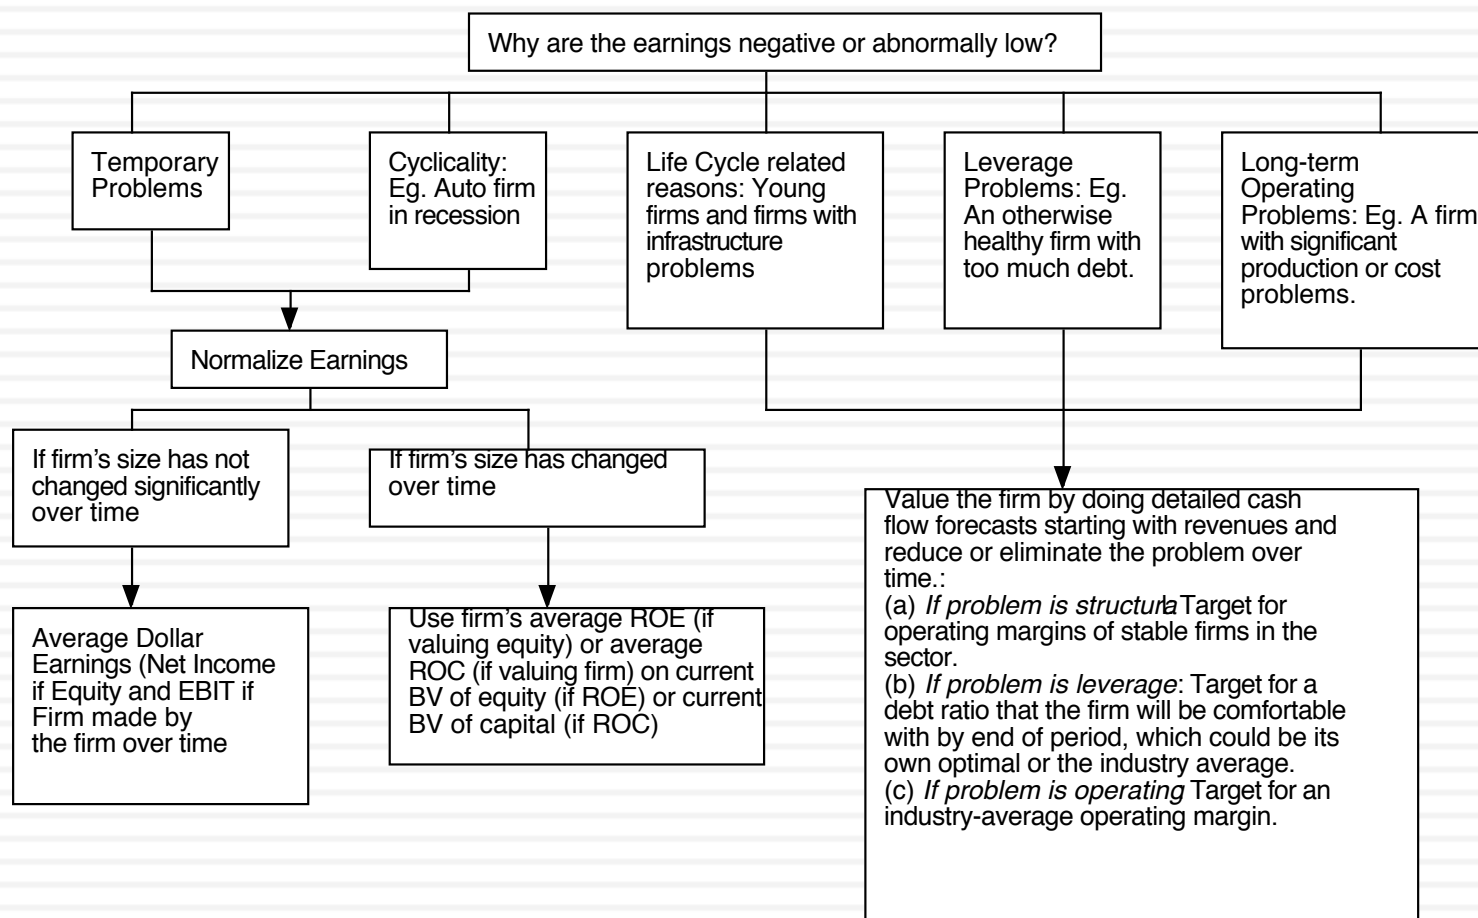 Why are the earnings negative or abnormally low?
Temporary
Problems
Cyclicality:
Eg. Auto firm
in recession
Life Cycle related
reasons: Young
firms and firms with
infrastructure
problems
Leverage
Problems: Eg.
An otherwise
healthy firm with
too much debt.
Long-term
Operating
Problems: Eg. A firm
with significant
production or cost
problems.
Normalize Earnings
If firm’s size has not
changed significantly
over time
If firm’s size has changed
over time
Average Dollar
Earnings (Net Income
if Equity and EBIT if
Firm made by
the firm over time
Use firm’s average ROE (if
valuing equity) or average
ROC (if valuing firm) on current
BV of equity (if ROE) or current
BV of capital (if ROC)
Value the firm by doing detailed cash
flow forecasts starting with revenues and
reduce or eliminate the problem over
time.:
(a) If problem is structural: Target for
operating margins of stable firms in the
sector.
(b) If problem is leverage: Target for a
debt ratio that the firm will be comfortable
with by end of period, which could be its
own optimal or the industry average.
(c) If problem is operating Target for an
industry-average operating margin.